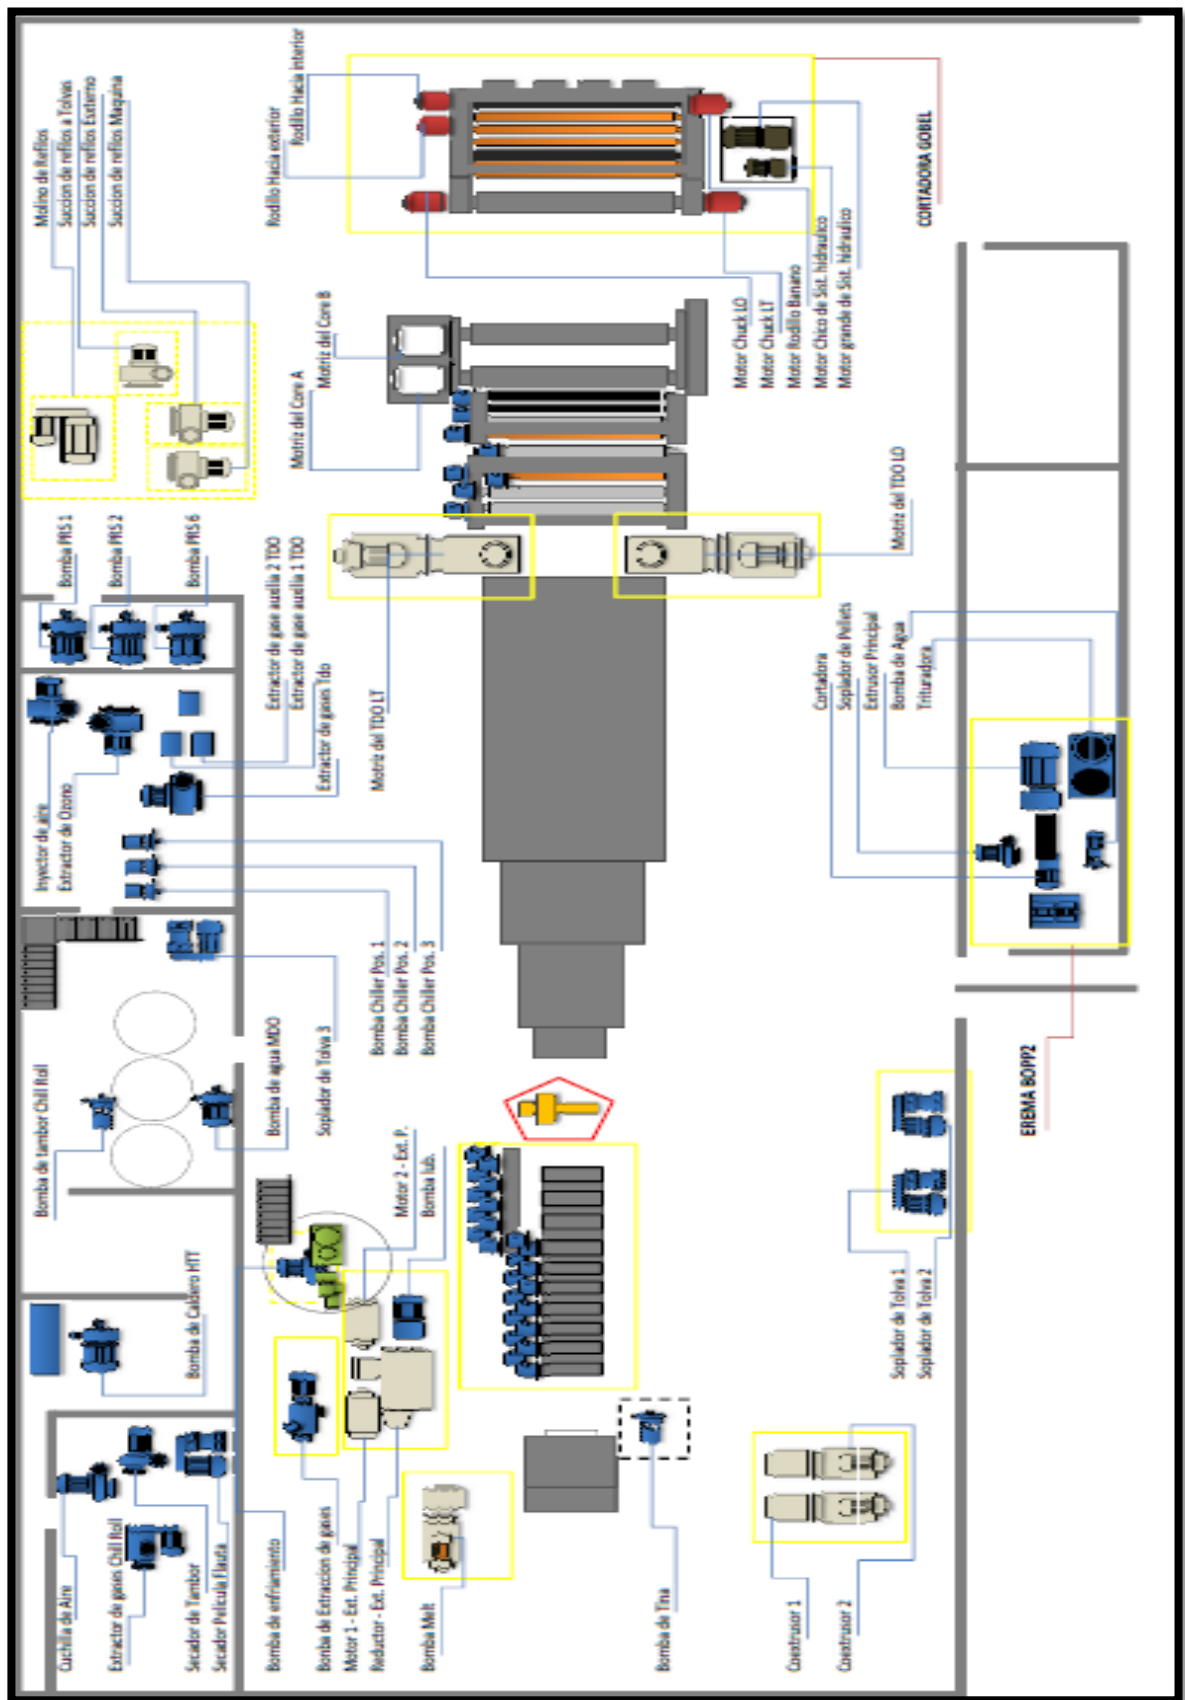 Molino de Refilos
Succion de refilos a Tolvas
Succion de refilos Externo
Succion de refilos Maquina
Rodillo Hacia exterior
Rodillo Hacia interior
CORTADORA GOBEL
Motor Chuck LO
Motor Chuck LT
Motor Rodillo Banano
Motor Chico de Sist. hidraulico
Motor grande de Sist. hidraulico
Motriz del Core A
Motriz del Core B
Motriz del TDO LO
Bomba PRS 1
Bomba PRS 2
Bomba PRS 6
Extractor de gase auxilia 2 TDO
Extractor de gase auxilia 1 TDO
Extractor de gases Tdo
Motriz del TDO LT
Inyector de aire
Extractor de Ozono
Cortadora
Soplador de Pellets
Extrusor Principal
Bomba de Agua
Trituradora
Bomba Chiller Pos. 1
Bomba Chiller Pos. 2
Bomba Chiller Pos. 3
Bomba de tambor Chill Roll
Bomba de agua MDO
Soplador de Tolva 3
EREMA BOPP2
Motor 2 - Ext. P.
Bomba lub.
Bomba de Caldero HTT
Soplador de Tolva 1
Soplador de Tolva 2
Cuchilla de Aire
Extractor de gases Chill Roll
Secador de Tambor
Secador Pelicula Flauta
Bomba de enfriamiento
Bonba de Extraccion de gases
Motor 1 - Ext. Principal
Reductor - Ext. Principal
Bomba Melt
Bomba de Tina
Coextrusor 1
Coextrusor 2